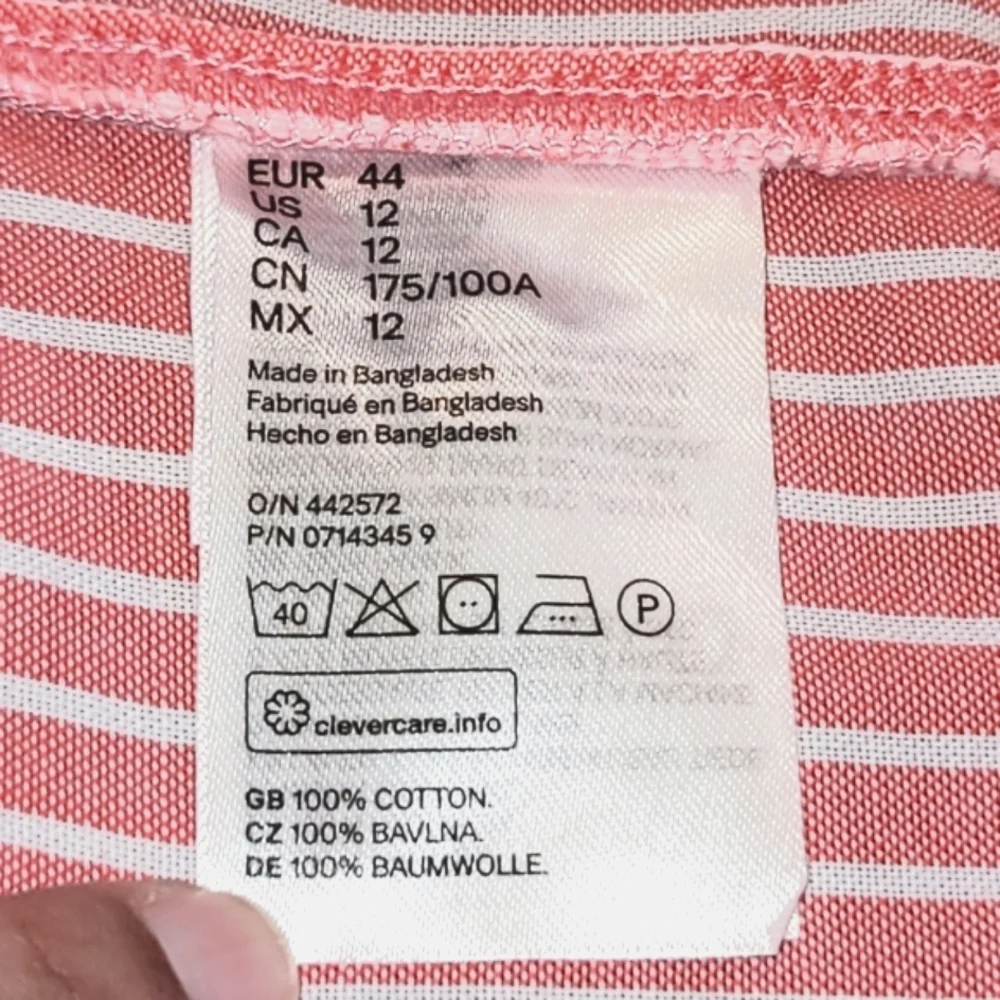 EUR 44
US 12
CA 12
CN 175/100A
MX 12
Made in Bangladesh
Fabriqué en Bangladesh
Hecho en Bangladesh
O/N 442572
P/N 0714345 9
40 P
clevercare.info
GB 100% COTTON.
CZ 100% BAVLNA.
DE 100% BAUMWOLLE.